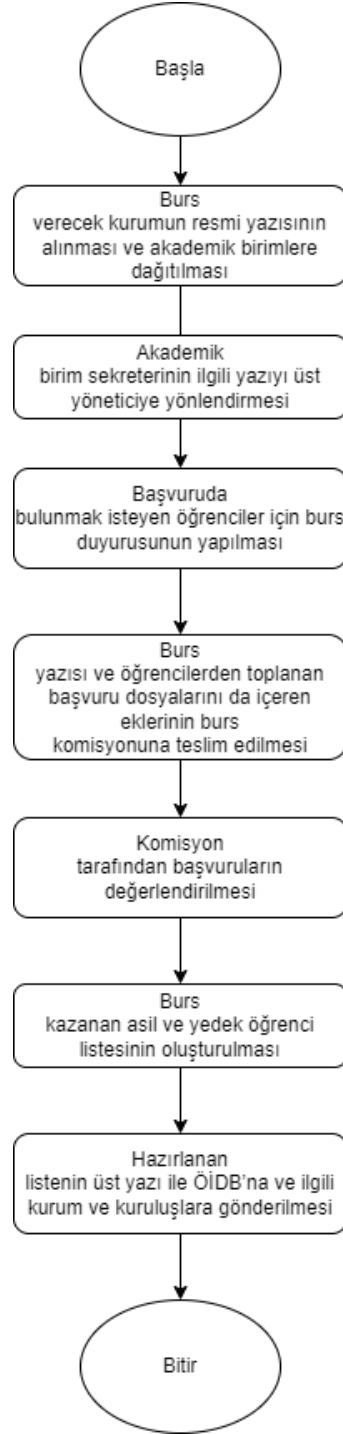 Başla
Burs
verecek kurumun resmi yazısının
alınması ve akademik birimlere
dağıtılması
Akademik
birim sekreterinin ilgili yazıyı üst
yöneticiye yönlendirmesi
Başvuruda
bulunmak isteyen öğrenciler için burs
duyurusunun yapılması
Burs
yazısı ve öğrencilerden toplanan
başvuru dosyalarını da içeren
eklerinin burs
komisyonuna teslim edilmesi
Komisyon
tarafından başvuruların
değerlendirilmesi
Burs
kazanan asil ve yedek öğrenci
listesinin oluşturulması
Hazırlanan
listenin üst yazı ile ÖİDB'na ve ilgili
kurum ve kuruluşlara gönderilmesi
Bitir